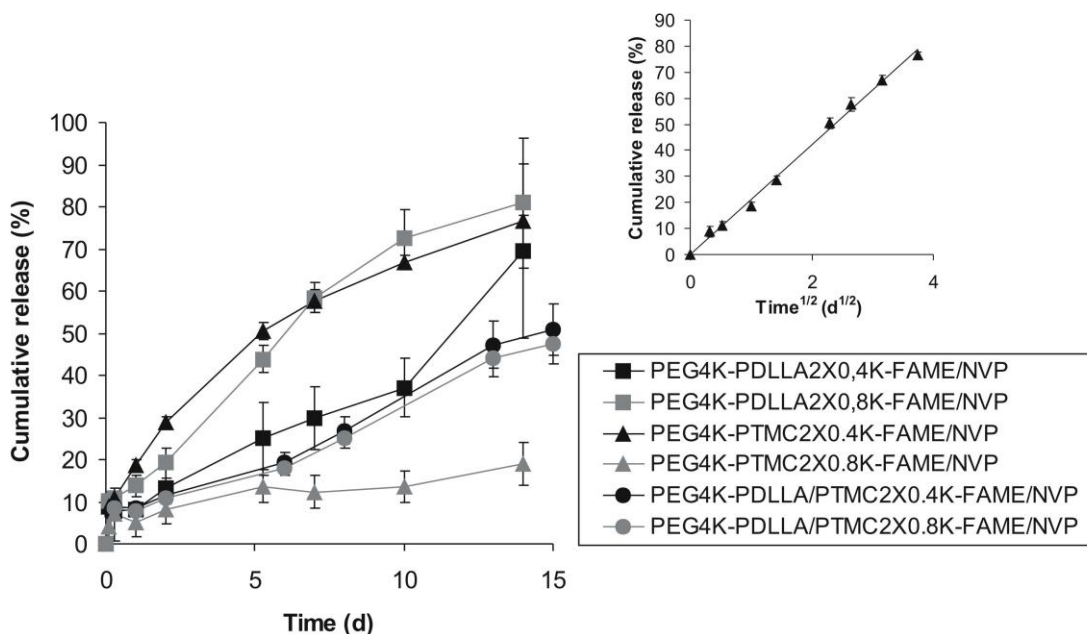 Cumulative release (%)
100
90
80
70
60
50
40
30
20
10
0
0
5
10
15
Time (d)
Cumulative release (%)
90
80
70
60
50
40
30
20
10
0
0
2
4
Time1/2 (d1/2)
PEG4K-PDLLA2X0,4K-FAME/NVP
PEG4K-PDLLA2X0,8K-FAME/NVP
PEG4K-PTMC2X0.4K-FAME/NVP
PEG4K-PTMC2X0.8K-FAME/NVP
PEG4K-PDLLA/PTMC2X0.4K-FAME/NVP
PEG4K-PDLLA/PTMC2X0.8K-FAME/NVP